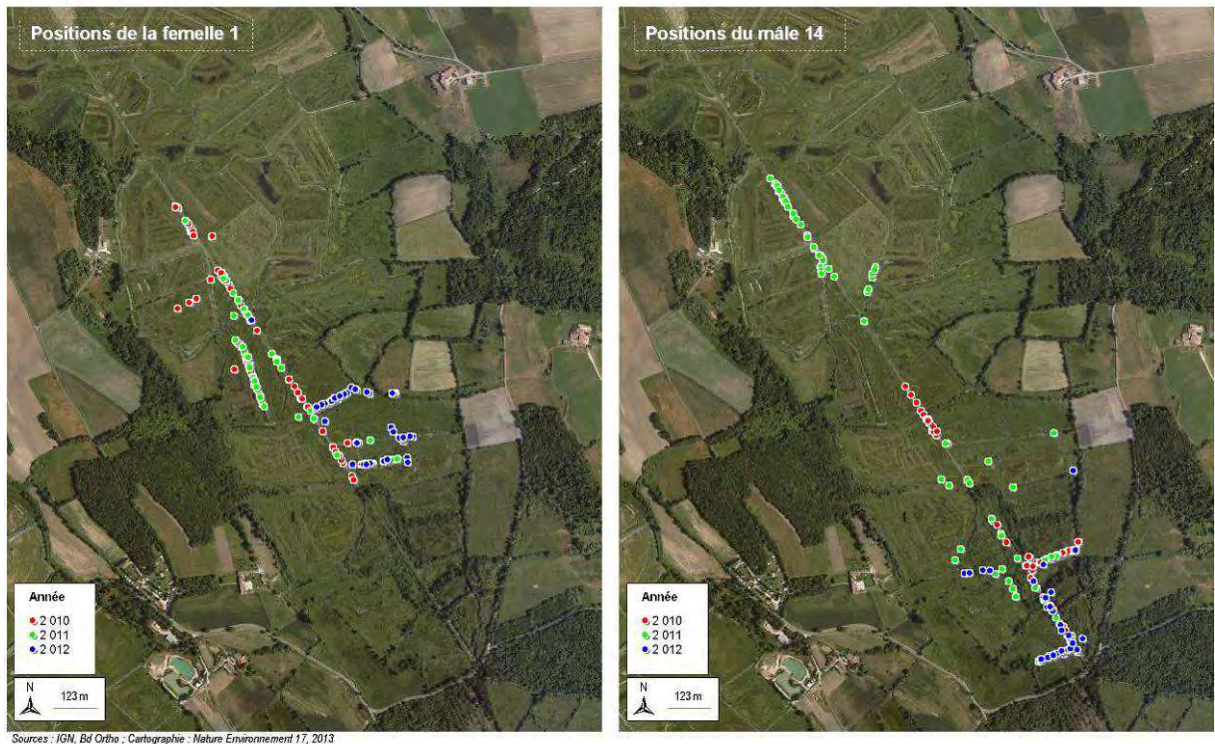 Positions de la femelle 1
Année
2 010
2 011
2 012
N
123 m
Positions du mâle 14
Année
2 010
2 011
2 012
N
123 m
Sources : IGN, Bd Ortho ; Cartographie : Nature Environnement 17, 2013